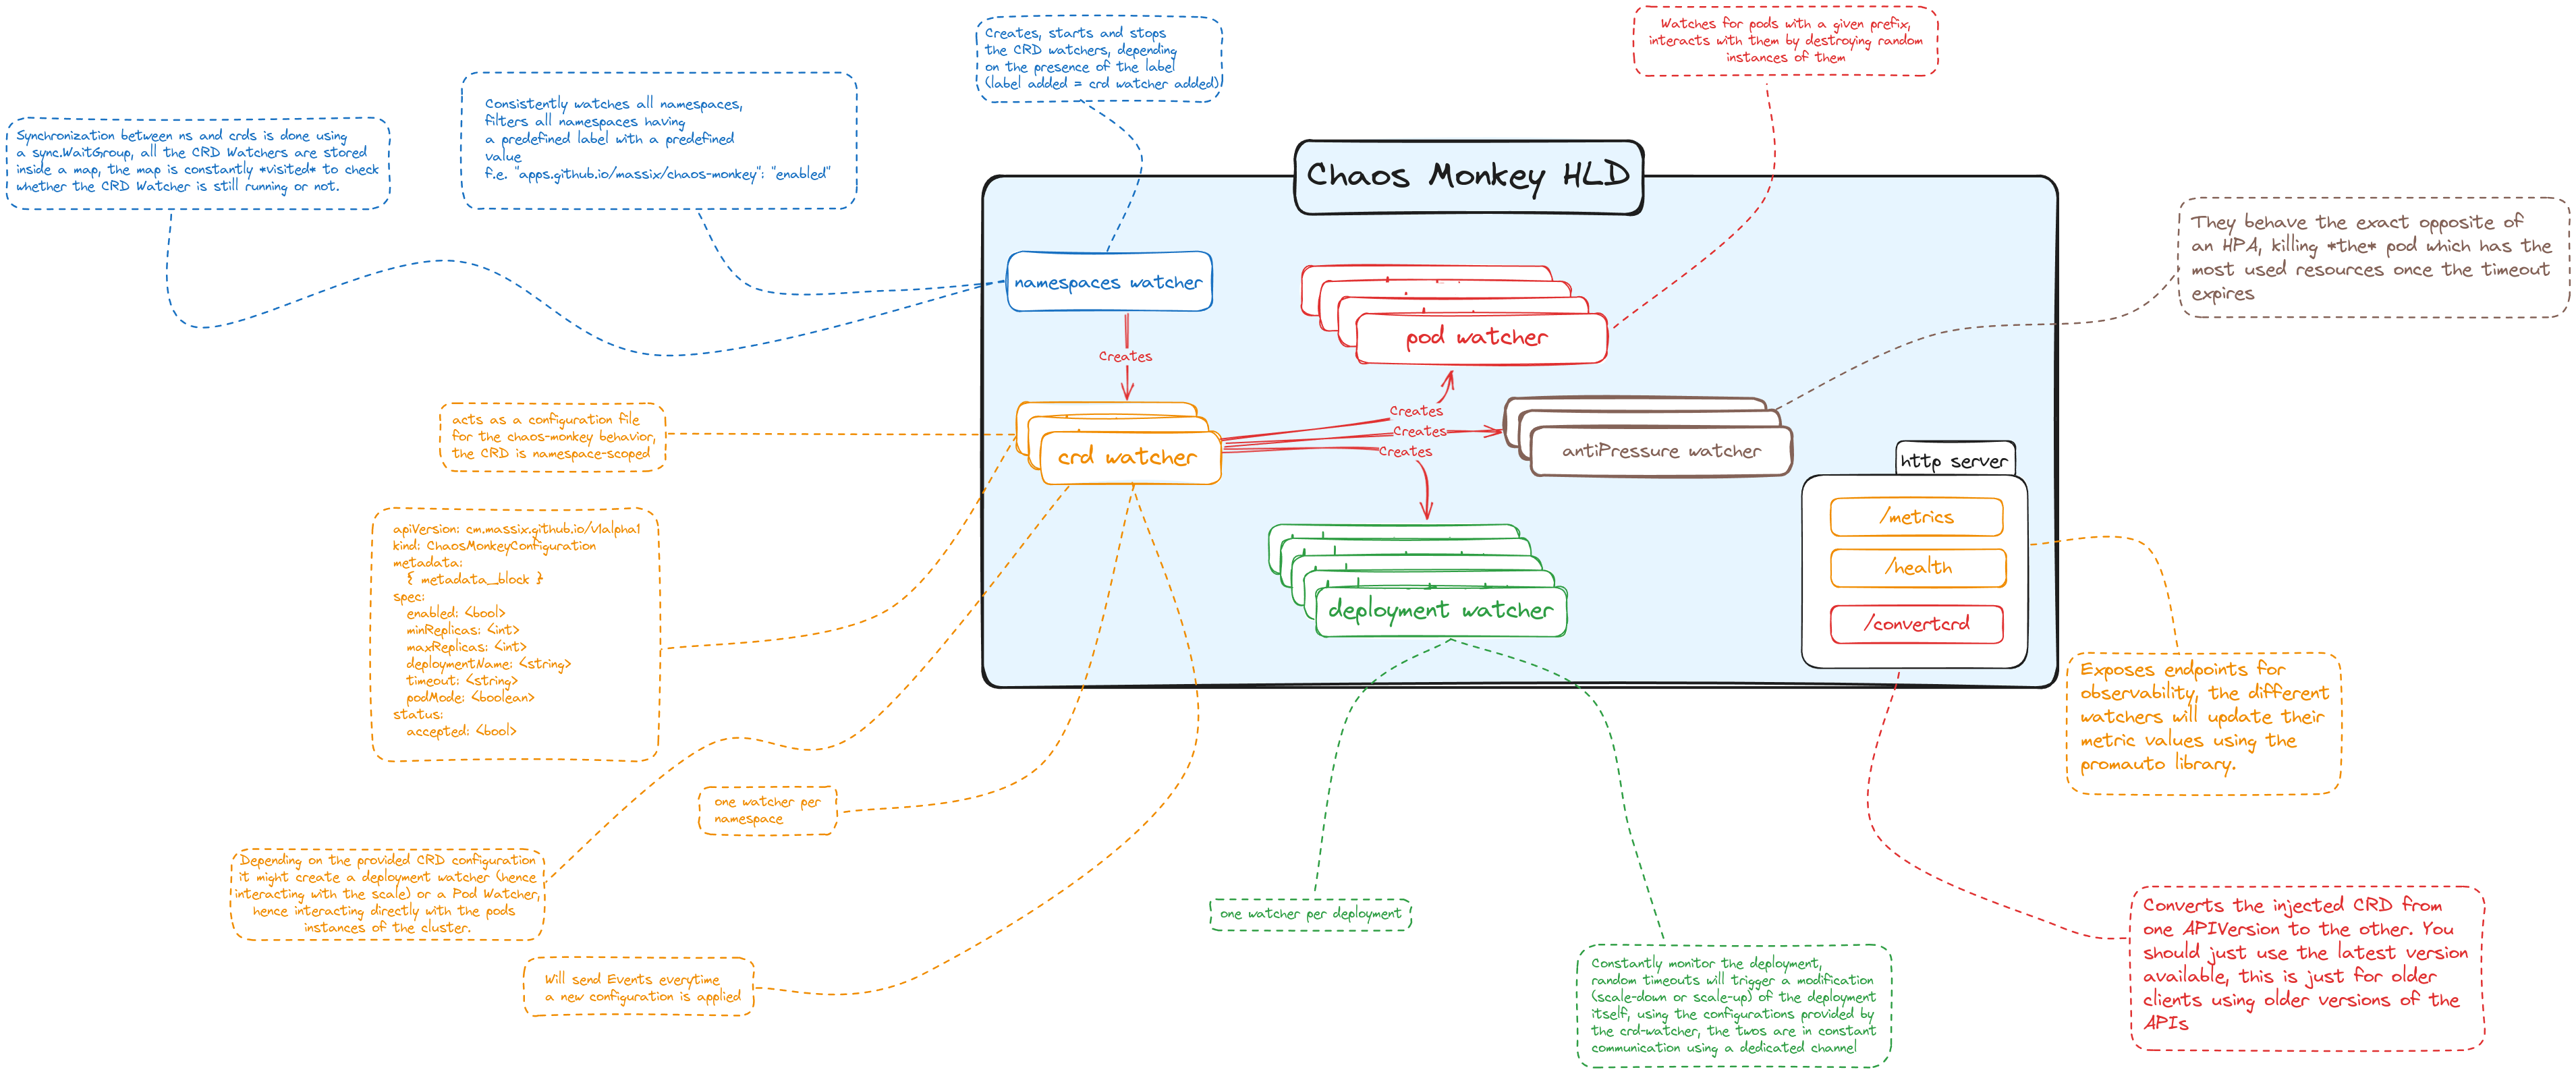 Creates, starts and stops
the CRD watchers, depending
on the presence of the label
(label added = crd watcher added)
Watches for pods with a given prefix,
interacts with them by destroying random
instances of them
Consistently watches all namespaces,
filters all namespaces having
a predefined label with a predefined
value
f.e. "apps.github.io/massix/chaos-monkey": "enabled"
Synchronization between ns and crds is done using
a sync.WaitGroup, all the CRD Watchers are stored
inside a map, the map is constantly *visited* to check
whether the CRD Watcher is still running or not.
Chaos Monkey HLD
They behave the exact opposite of
an HPA, killing *the* pod which has the
most used resources once the timeout
expires
namespaces watcher
pod watcher
Creates
acts as a configuration file
for the chaos-monkey behavior,
the CRD is namespace-scoped
crd watcher
Creates
Creates
Creates
antiPressure watcher
http server
/metrics
/health
/convertcrd
apiVersion: cm.massix.github.io/v1alpha1
kind: ChaosMonkeyConfiguration
metadata:
{ metadata_block }
spec:
enabled: <bool>
minReplicas: <int>
maxReplicas: <int>
deploymentName: <string>
timeout: <string>
podMode: <boolean>
status:
accepted: <bool>
deployment watcher
Exposes endpoints for
observability, the different
watchers will update their
metric values using the
promauto library.
one watcher per
namespace
Depending on the provided CRD configuration
it might create a deployment watcher (hence
interacting with the scale) or a Pod Watcher,
hence interacting directly with the pods
instances of the cluster.
one watcher per deployment
Will send Events everytime
a new configuration is applied
Constantly monitor the deployment,
random timeouts will trigger a modification
(scale-down or scale-up) of the deployment
itself, using the configurations provided by
the crd-watcher, the twos are in constant
communication using a dedicated channel
Converts the injected CRD from
one APIVersion to the other. You
should just use the latest version
available, this is just for older
clients using older versions of the
APIs